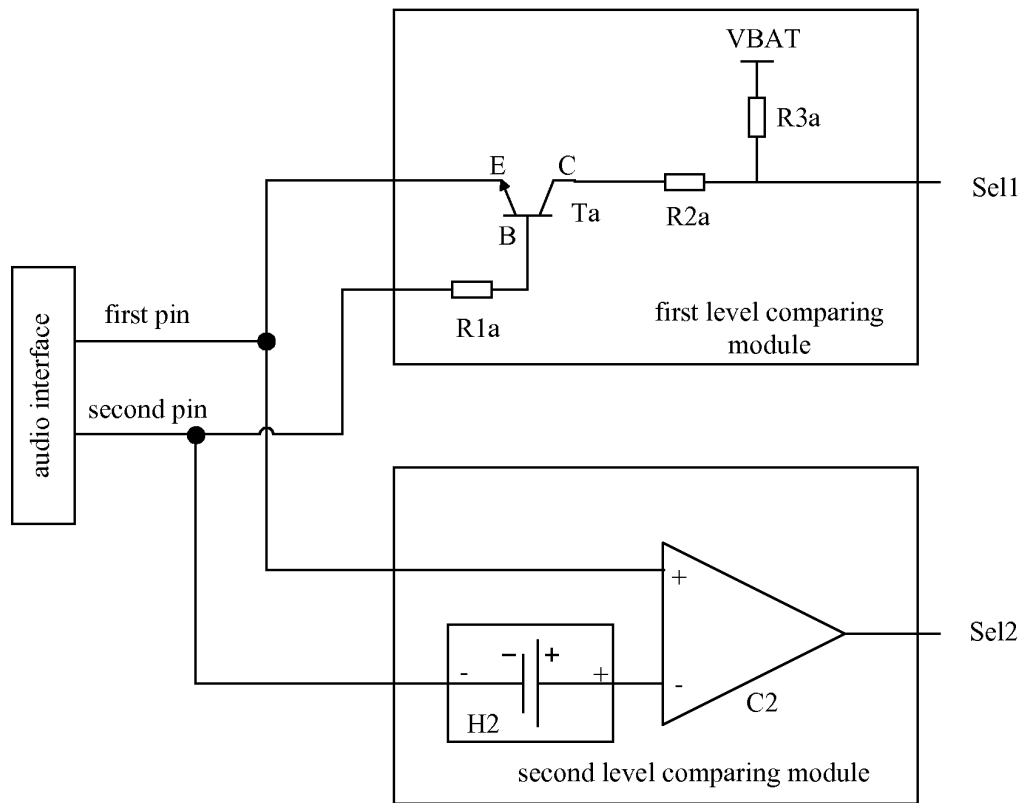 VBAT
R3a
E
C
Ta
R2a
Sel1
B
R1a
first level comparing
module
audio interface
first pin
second pin
+
Sel2
− +
- +
-
H2
C2
second level comparing module